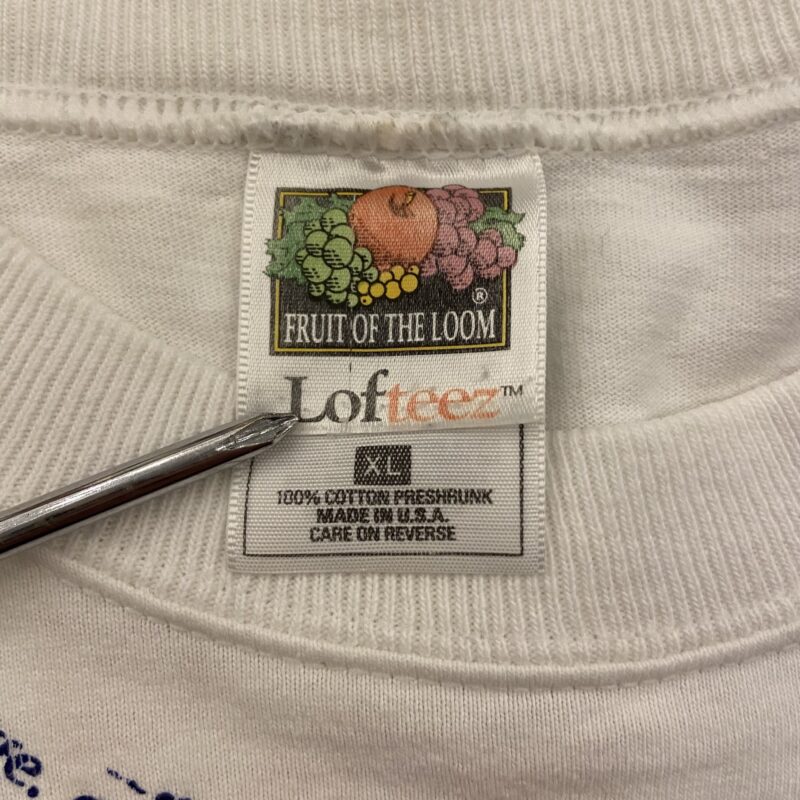 ®
FRUIT OF THE LOOM
Lofteez™
XL
100% COTTON PRESHRUNK
MADE IN U.S.A.
CARE ON REVERSE